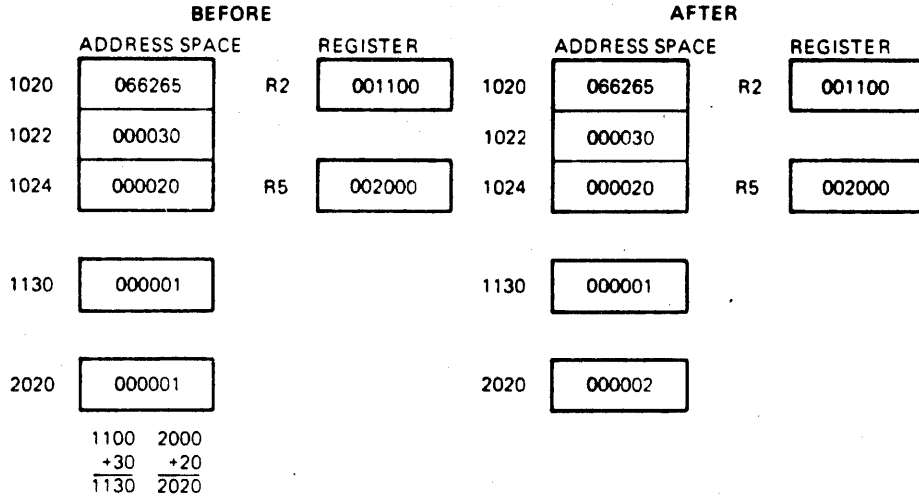 BEFORE AFTER
ADDRESS SPACE REGISTER ADDRESS SPACE REGISTER
1020 066265 R2 001100 1020 066265 R2 001100
1022 000030 1022 000030
1024 000020 R5 002000 1024 000020 R5 002000
1130 000001 1130 000001
2020 000001 2020 000002
1100 2000
+30 +20
1130 2020